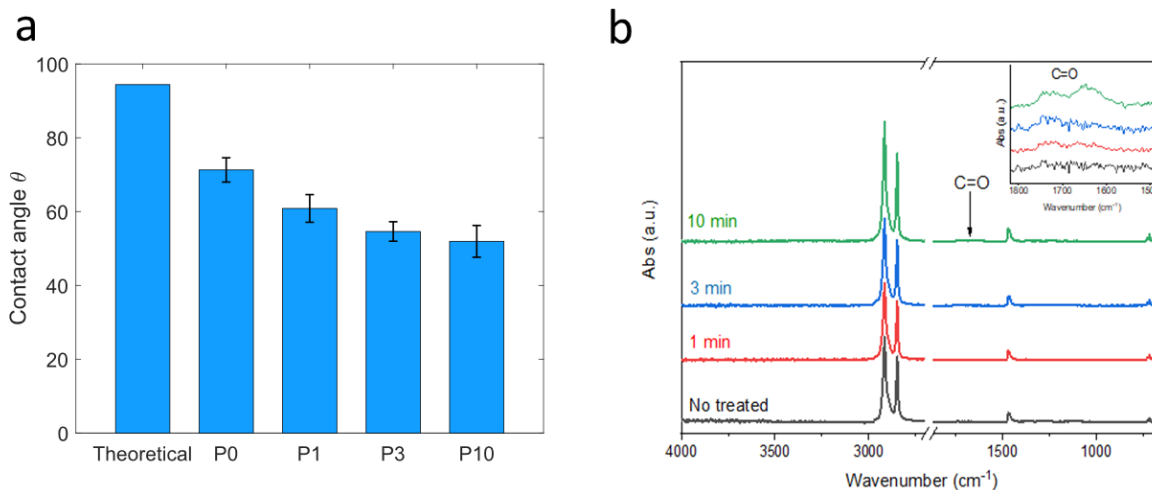 a
100
80
60
40
20
0
Contact angle θ
Theoretical P0 P1 P3 P10
b
C=O
Abs (a.u.)
1800 1700 1600
Wavenumber (cm⁻¹)
C=O
10 min
3 min
1 min
No treated
Abs (a.u.)
4000 3500 3000 1500 1000
Wavenumber (cm⁻¹)